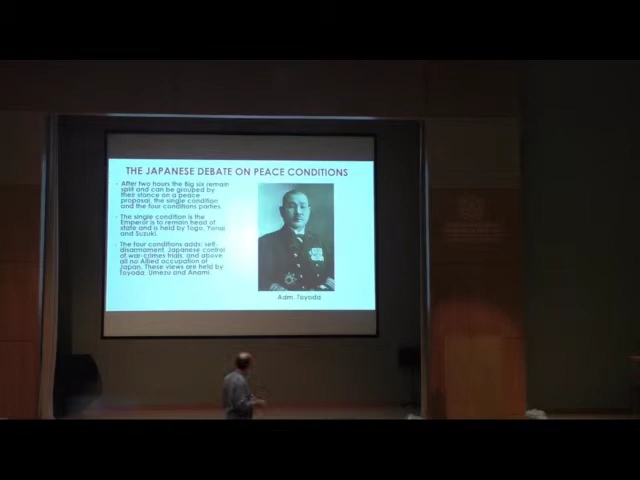 THE JAPANESE DEBATE ON PEACE CONDITIONS
After two hours the Big six remain
split and can be grouped by
their stance on a peace
proposal, the single condition
and the four conditions parties.
The single condition is the
Emperor is to remain head of
state and is held by Togo, Yonai
and Suzuki.
The four conditions adds: self-
disarmament, Japanese control
of war-crimes trials, and above
all no Allied occupation of
Japan. These views are held by
Toyoda, Umezu and Anami.
Adm. Toyoda